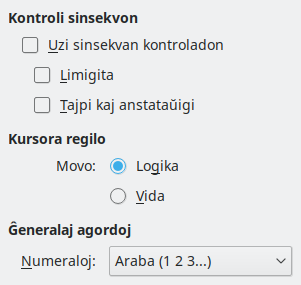 Kontroli sinsekvon
Uzi sinsekvan kontroladon
Limigita
Tajpi kaj anstataŭigi
Kursora regilo
Movo: Logika
Vida
Ĝeneralaj agordoj
Numeraloj: Araba (1 2 3...)